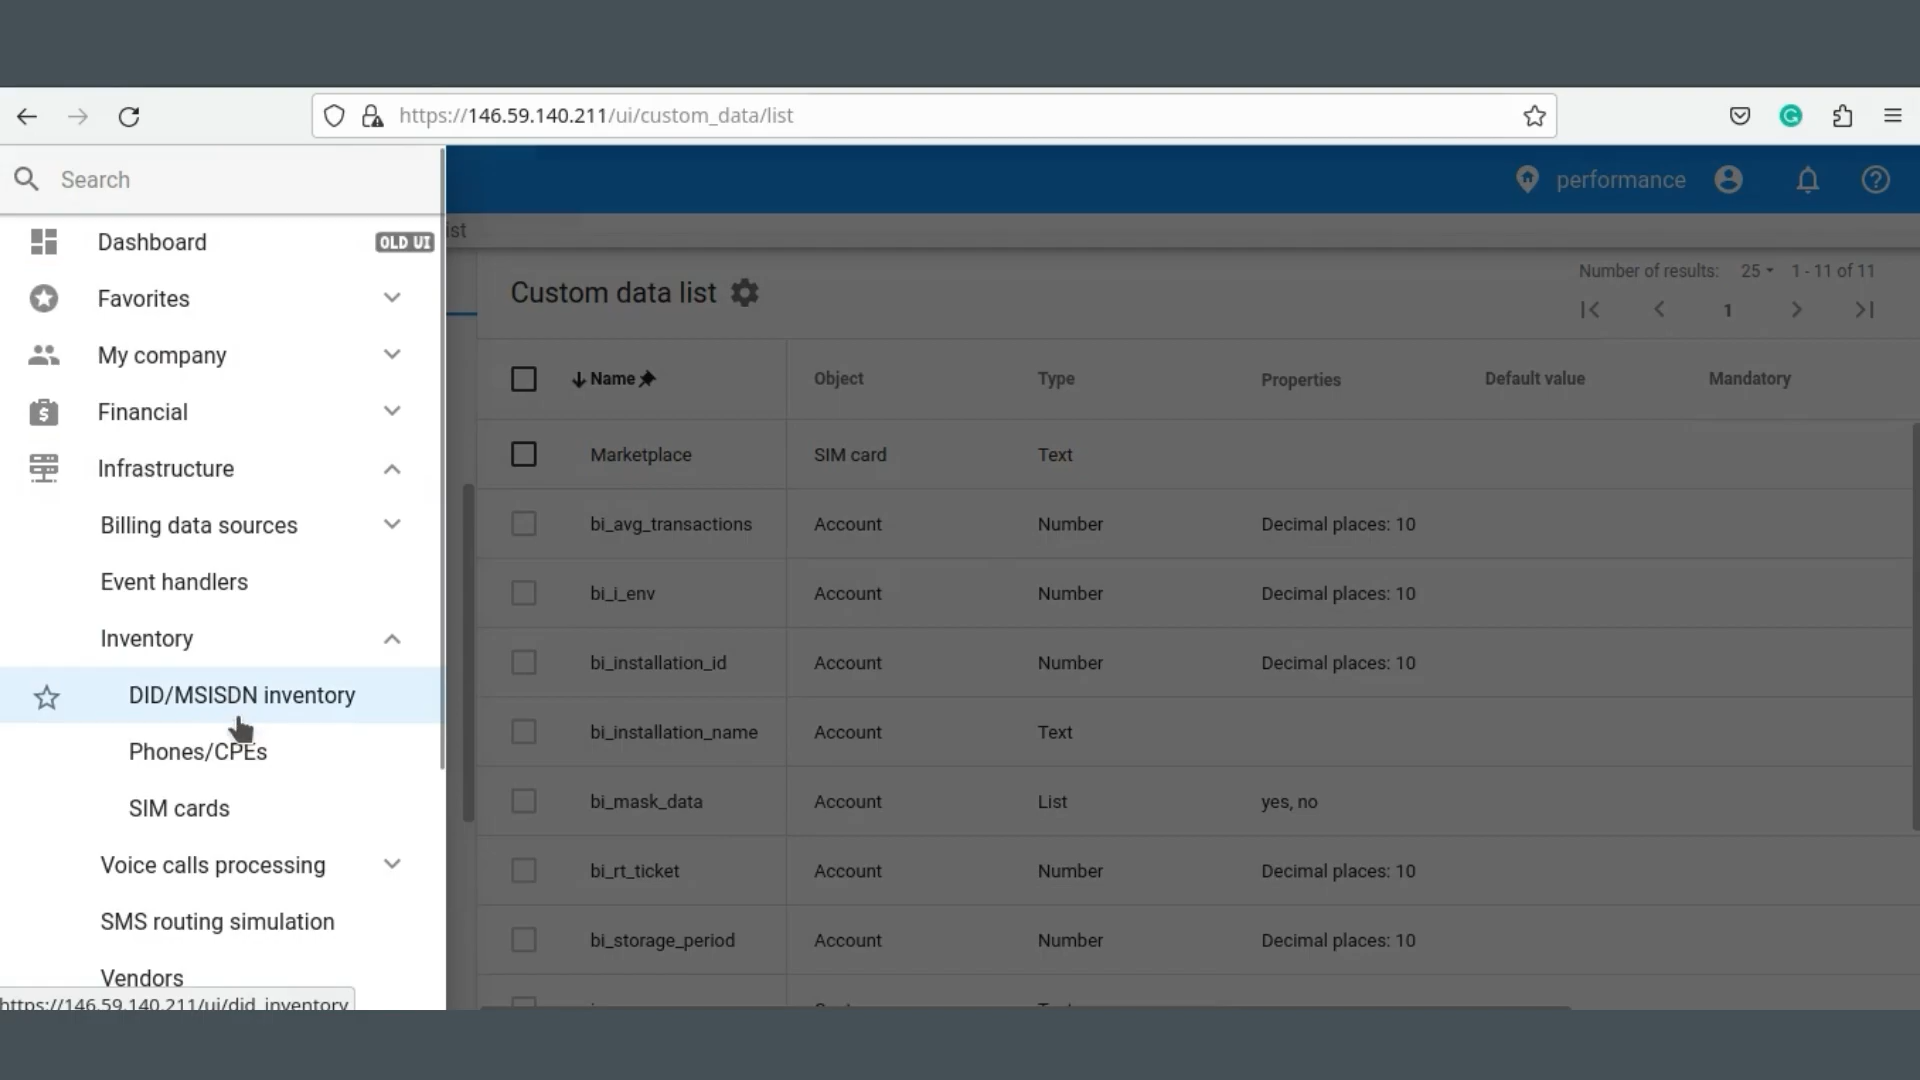 https://146.59.140.211/ui/custom_data/list
Search
performance
Dashboard
OLD UI
Favorites
My company
Financial
Infrastructure
Billing data sources
Event handlers
Inventory
DID/MSISDN inventory
Phones/CPEs
SIM cards
Voice calls processing
SMS routing simulation
Vendors
https://146.59.140.211/ui/did_inventory
ist
Custom data list
Number of results: 25 1 - 11 of 11
1
Name Object Type Properties Default value Mandatory
Marketplace SIM card Text
bi_avg_transactions Account Number Decimal places: 10
bi_i_env Account Number Decimal places: 10
bi_installation_id Account Number Decimal places: 10
bi_installation_name Account Text
bi_mask_data Account List yes, no
bi_rt_ticket Account Number Decimal places: 10
bi_storage_period Account Number Decimal places: 10